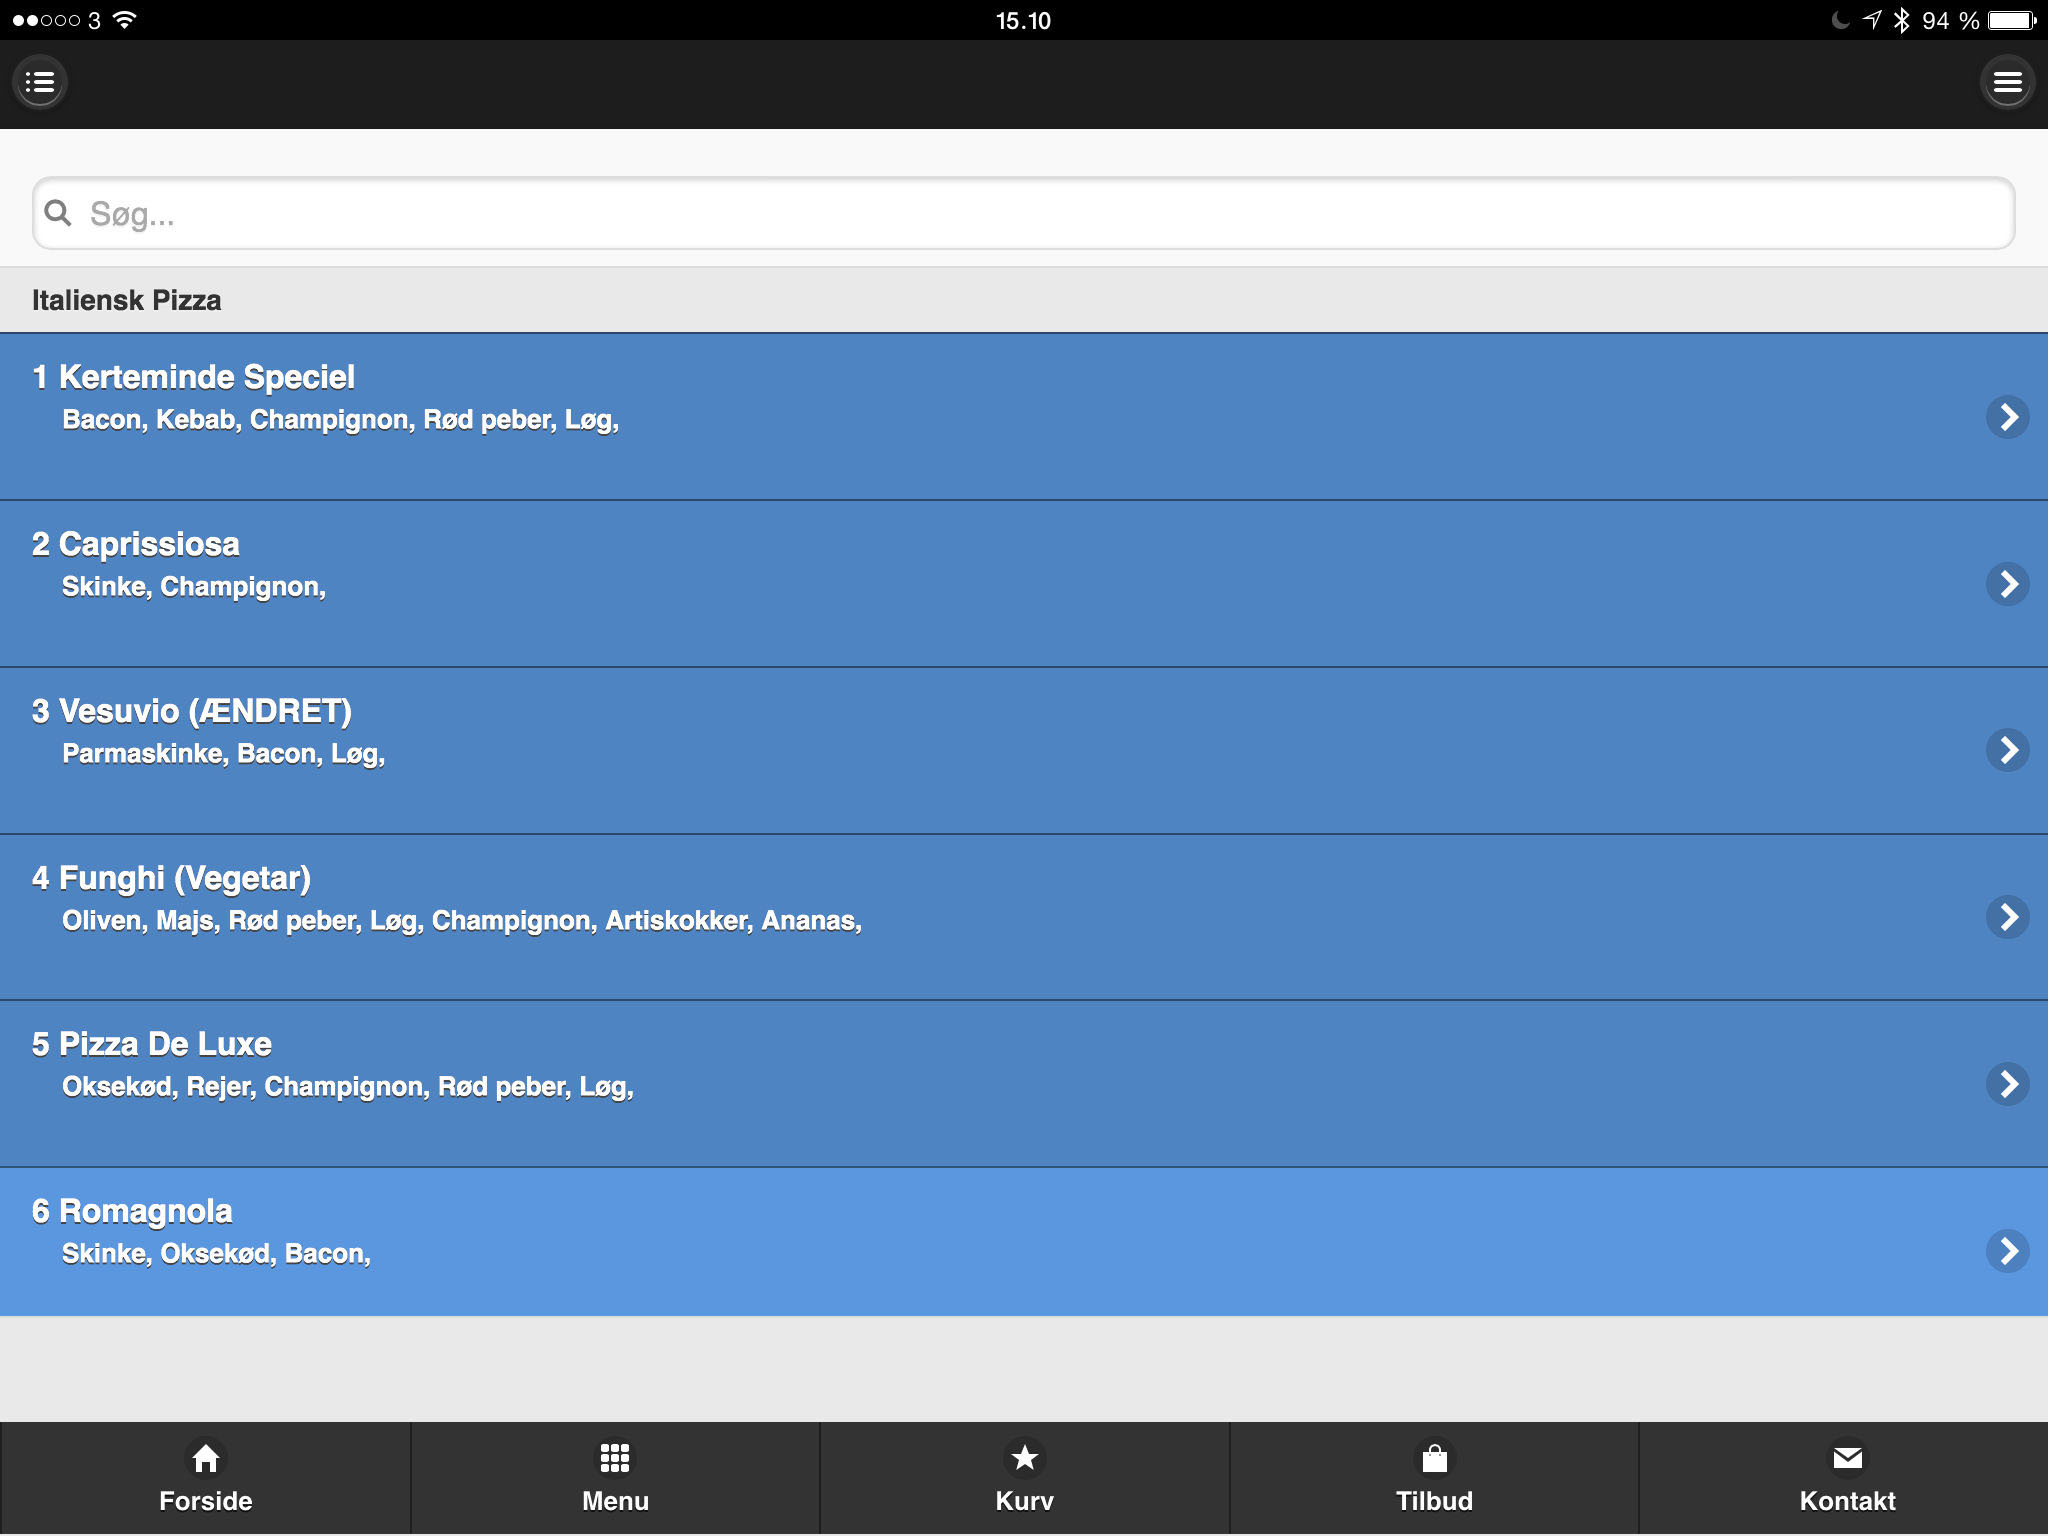 3 15.10 94 %
Søg...
Italiensk Pizza
1 Kerteminde Speciel
Bacon, Kebab, Champignon, Rød peber, Løg,
2 Caprissiosa
Skinke, Champignon,
3 Vesuvio (ÆNDRET)
Parmaskinke, Bacon, Løg,
4 Funghi (Vegetar)
Oliven, Majs, Rød peber, Løg, Champignon, Artiskokker, Ananas,
5 Pizza De Luxe
Oksekød, Rejer, Champignon, Rød peber, Løg,
6 Romagnola
Skinke, Oksekød, Bacon,
Forside Menu Kurv Tilbud Kontakt